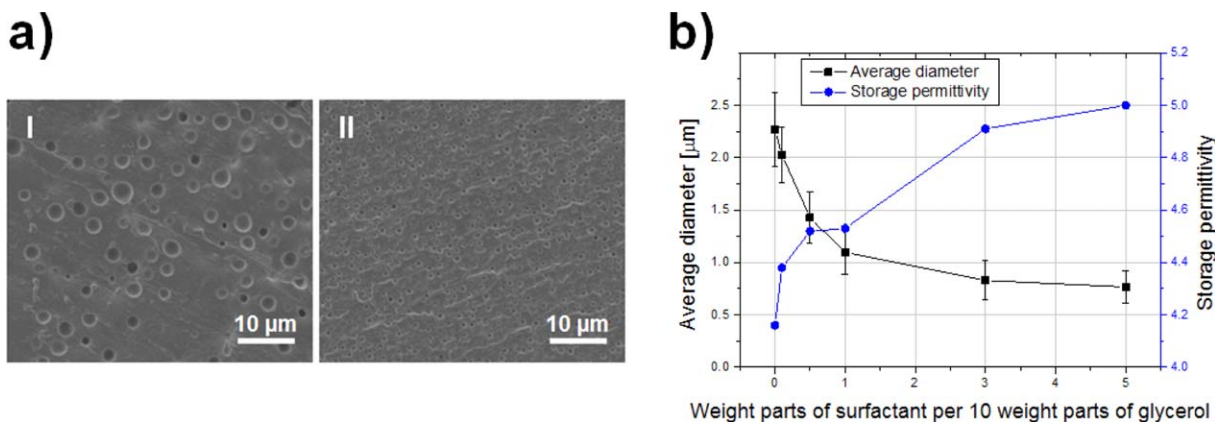 a)
I
10 µm
II
10 µm
b)
Average diameter
Storage permittivity
Average diameter [µm]
2.5
2.0
1.5
1.0
0.5
0.0
5.2
5.0
4.8
4.6
4.4
4.2
4.0
Storage permittivity
0
1
3
5
Weight parts of surfactant per 10 weight parts of glycerol